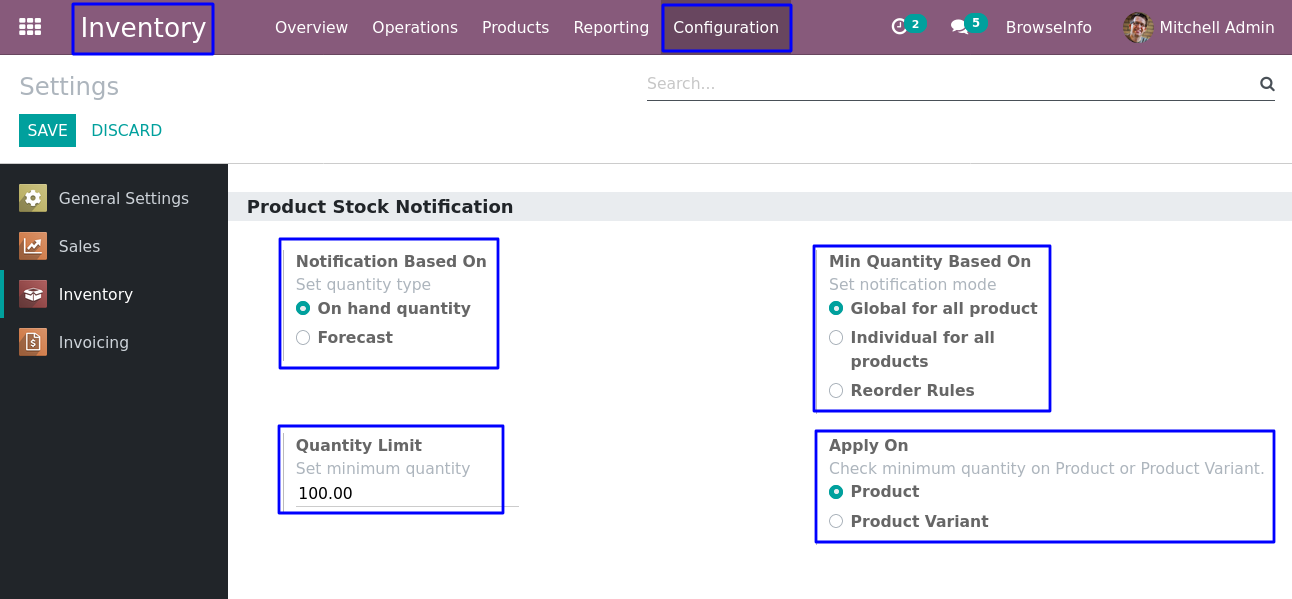 Inventory
Overview
Operations
Products
Reporting
Configuration
2
5
BrowseInfo
Mitchell Admin
Settings
Search...
SAVE
DISCARD
General Settings
Sales
Inventory
Invoicing
Product Stock Notification
Notification Based On
Set quantity type
On hand quantity
Forecast
Min Quantity Based On
Set notification mode
Global for all product
Individual for all
products
Reorder Rules
Quantity Limit
Set minimum quantity
100.00
Apply On
Check minimum quantity on Product or Product Variant.
Product
Product Variant